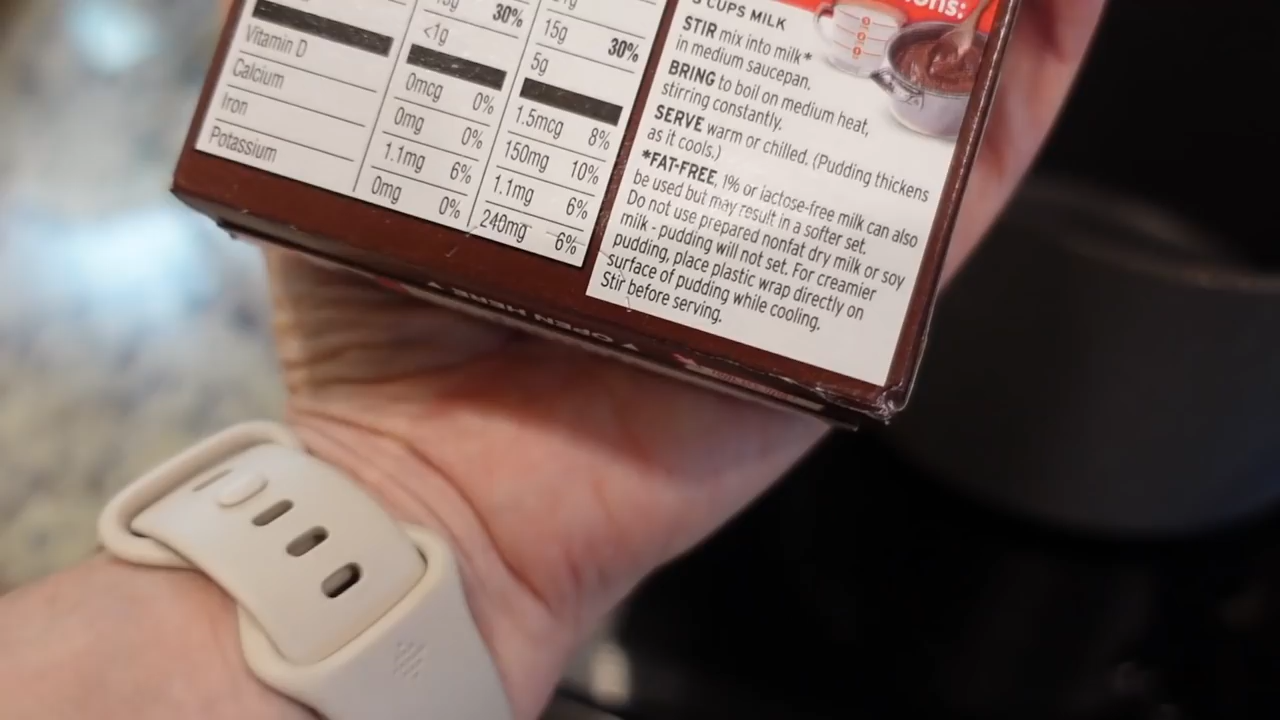 30%
15g 30%
<1g
5g
Vitamin D 0mcg 0% 1.5mcg 8%
Calcium 0mg 0% 150mg 10%
Iron 1.1mg 6% 1.1mg 6%
Potassium 0mg 0% 240mg 6%
CUPS MILK
STIR mix into milk*
in medium saucepan.
BRING to boil on medium heat,
stirring constantly.
SERVE warm or chilled. (Pudding thickens
as it cools.)
*FAT-FREE, 1% or lactose-free milk can also
be used but may result in a softer set.
Do not use prepared nonfat dry milk or soy
milk - pudding will not set. For creamier
pudding, place plastic wrap directly on
surface of pudding while cooling.
Stir before serving.
OPEN HERE